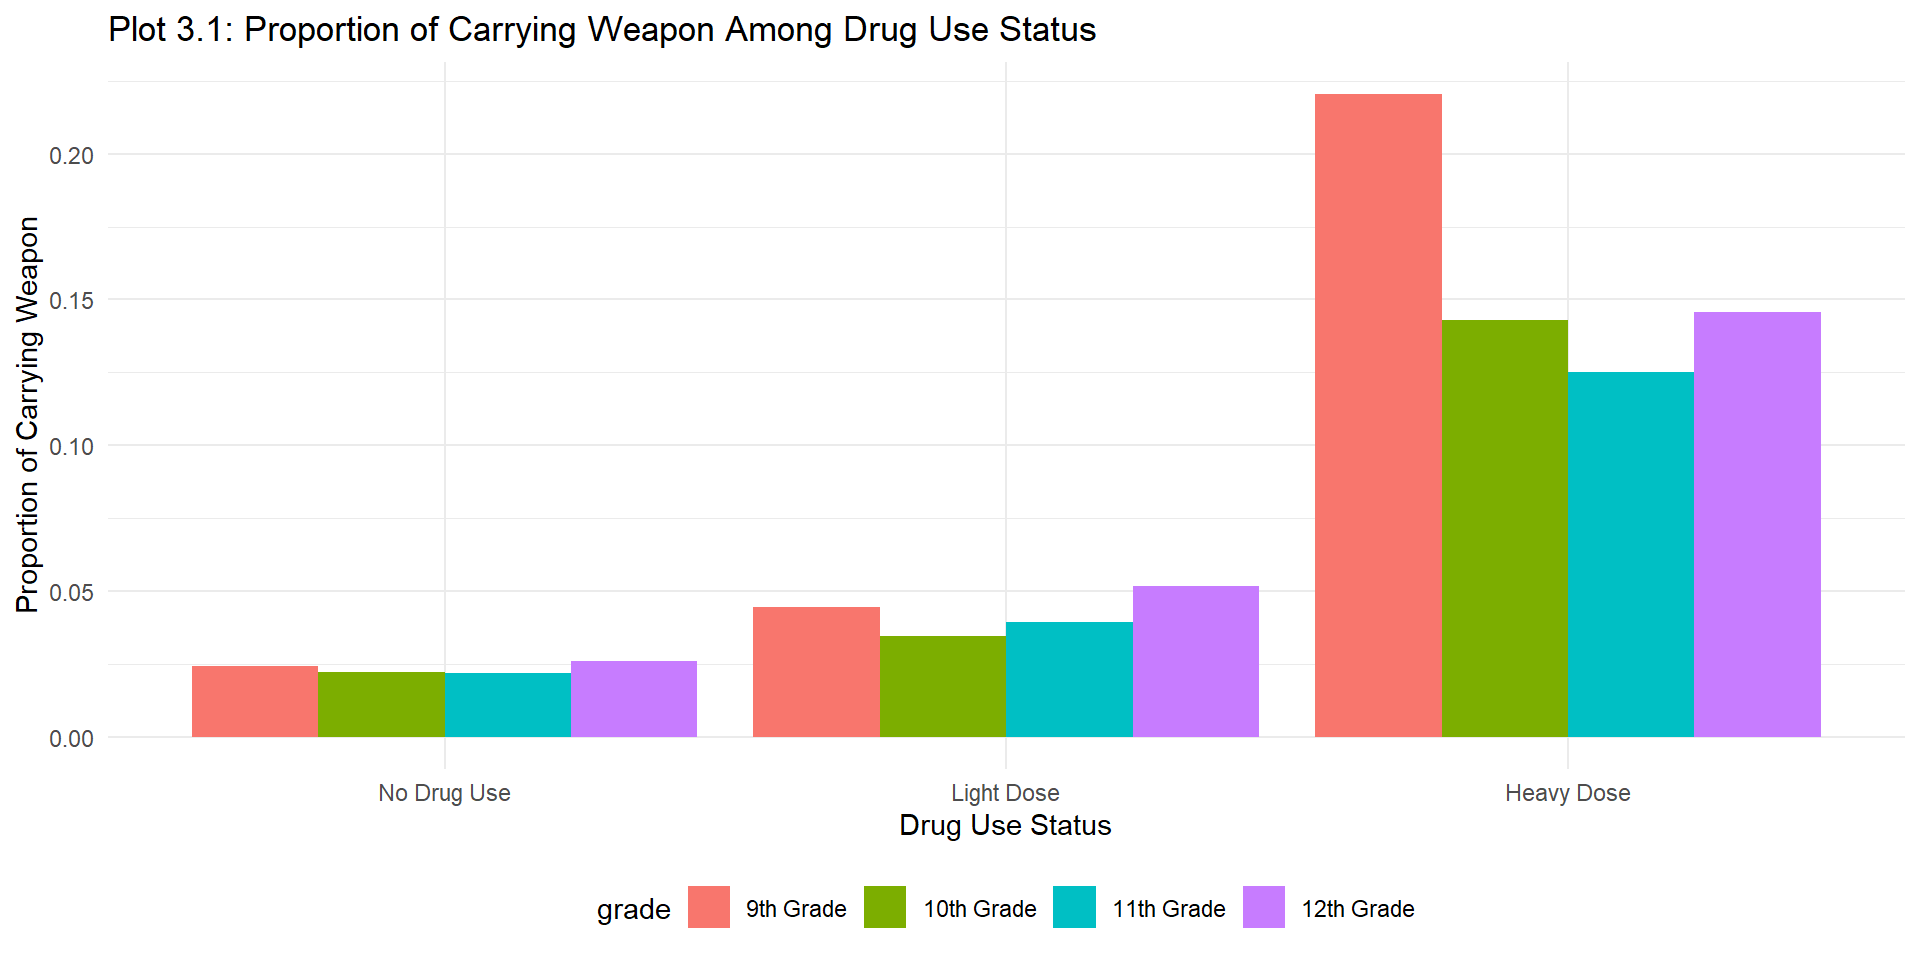 Plot 3.1: Proportion of Carrying Weapon Among Drug Use Status
Proportion of Carrying Weapon
0.20
0.15
0.10
0.05
0.00
No Drug Use Light Dose Heavy Dose
Drug Use Status
grade 9th Grade 10th Grade 11th Grade 12th Grade